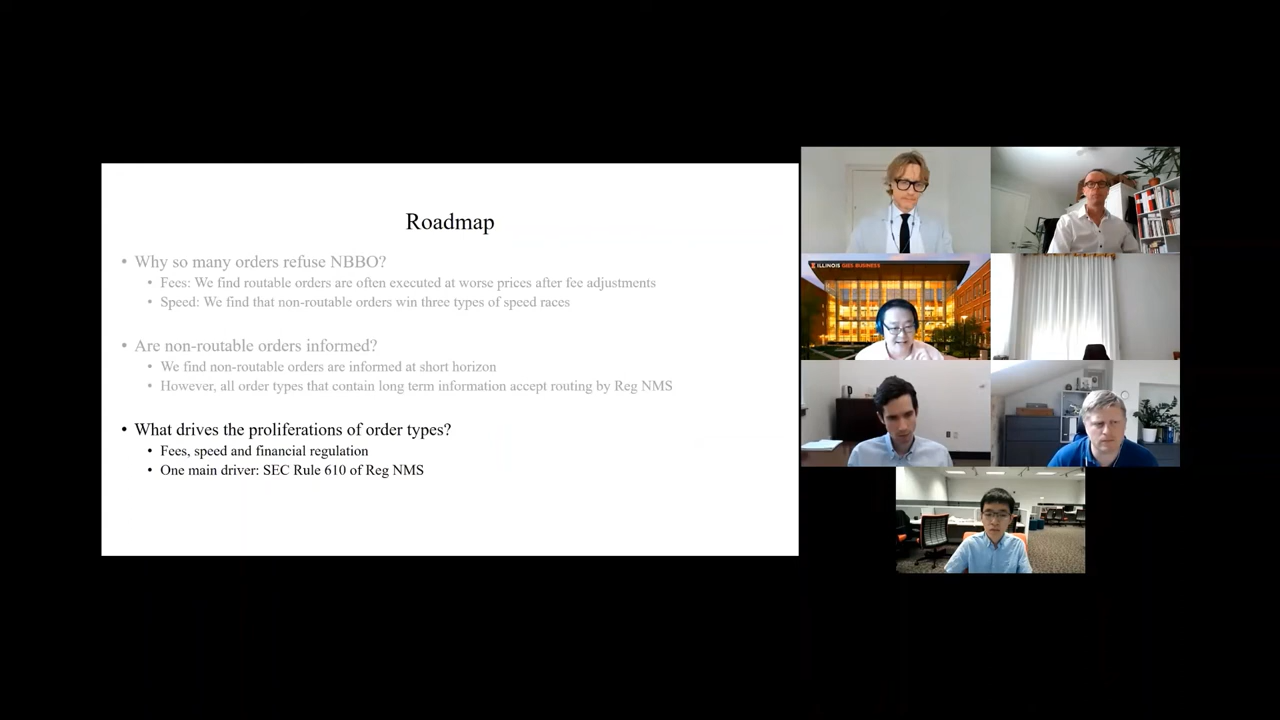 Roadmap
• Why so many orders refuse NBBO?
• Fees: We find routable orders are often executed at worse prices after fee adjustments
• Speed: We find that non-routable orders win three types of speed races
• Are non-routable orders informed?
• We find non-routable orders are informed at short horizon
• However, all order types that contain long term information accept routing by Reg NMS
• What drives the proliferations of order types?
• Fees, speed and financial regulation
• One main driver: SEC Rule 610 of Reg NMS
ILLINOIS GIES BUSINESS